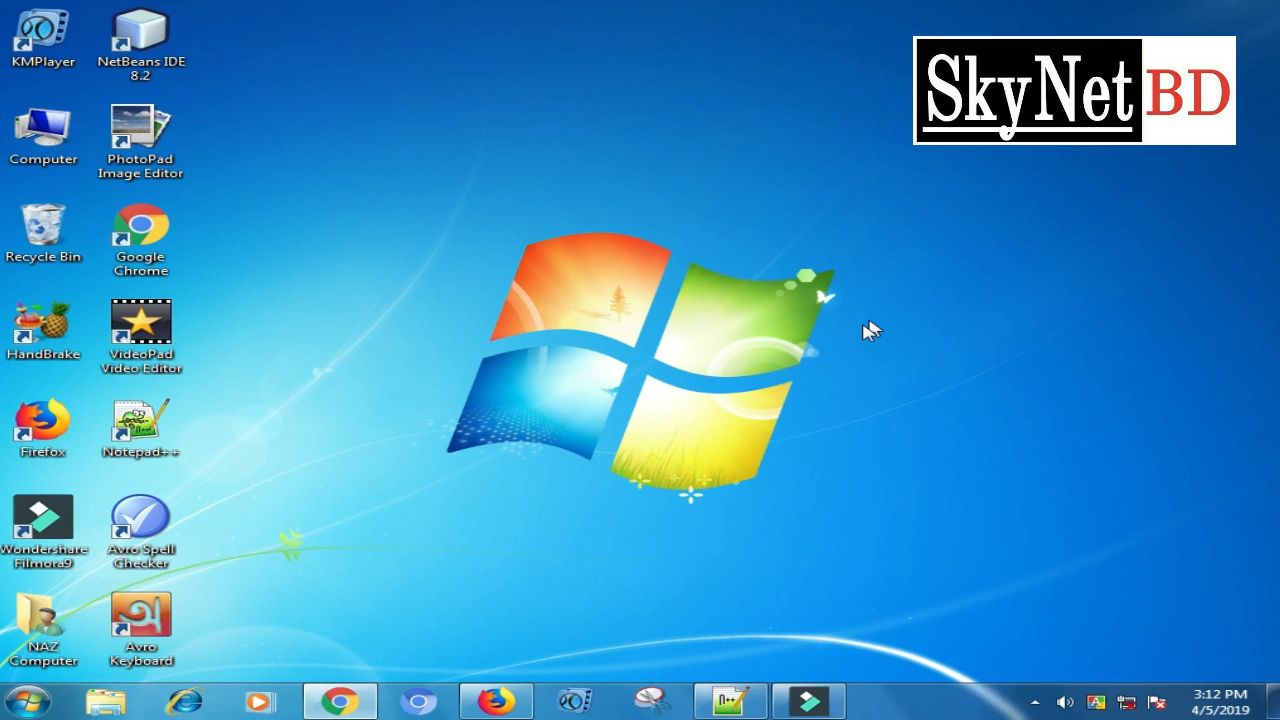 KMPlayer
NetBeans IDE
8.2
SkyNet BD
Computer
PhotoPad
Image Editor
Recycle Bin
Google
Chrome
HandBrake
VideoPad
Video Editor
Firefox
Notepad++
Wondershare
Filmora9
Avro Spell
Checker
অ
NAZ
Computer
Avro
Keyboard
n++
3:12 PM
4/5/2019